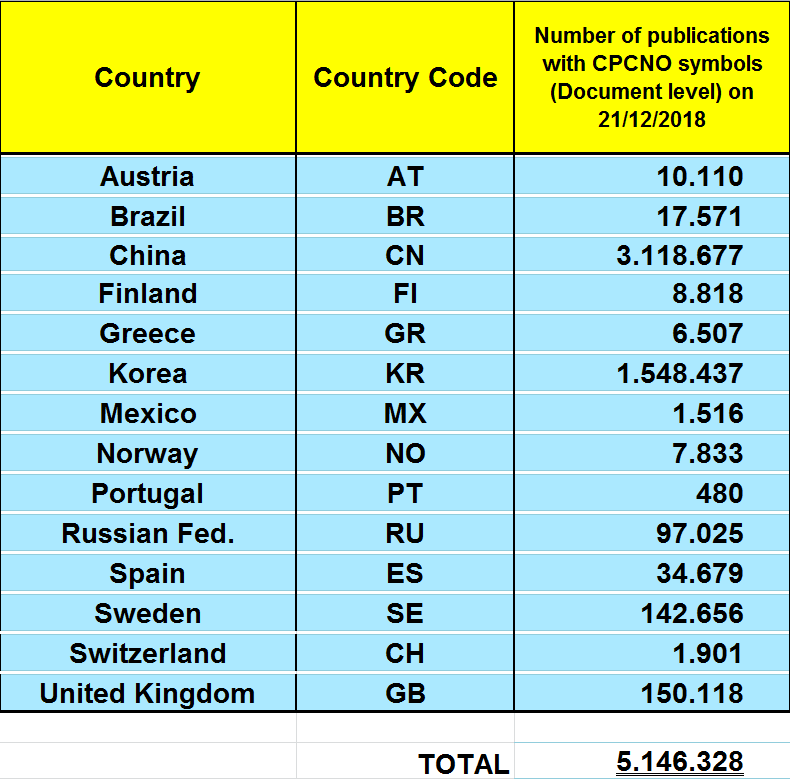 Country Country Code Number of publications
with CPCNO symbols
(Document level) on
21/12/2018
Austria AT 10.110
Brazil BR 17.571
China CN 3.118.677
Finland FI 8.818
Greece GR 6.507
Korea KR 1.548.437
Mexico MX 1.516
Norway NO 7.833
Portugal PT 480
Russian Fed. RU 97.025
Spain ES 34.679
Sweden SE 142.656
Switzerland CH 1.901
United Kingdom GB 150.118
TOTAL 5.146.328